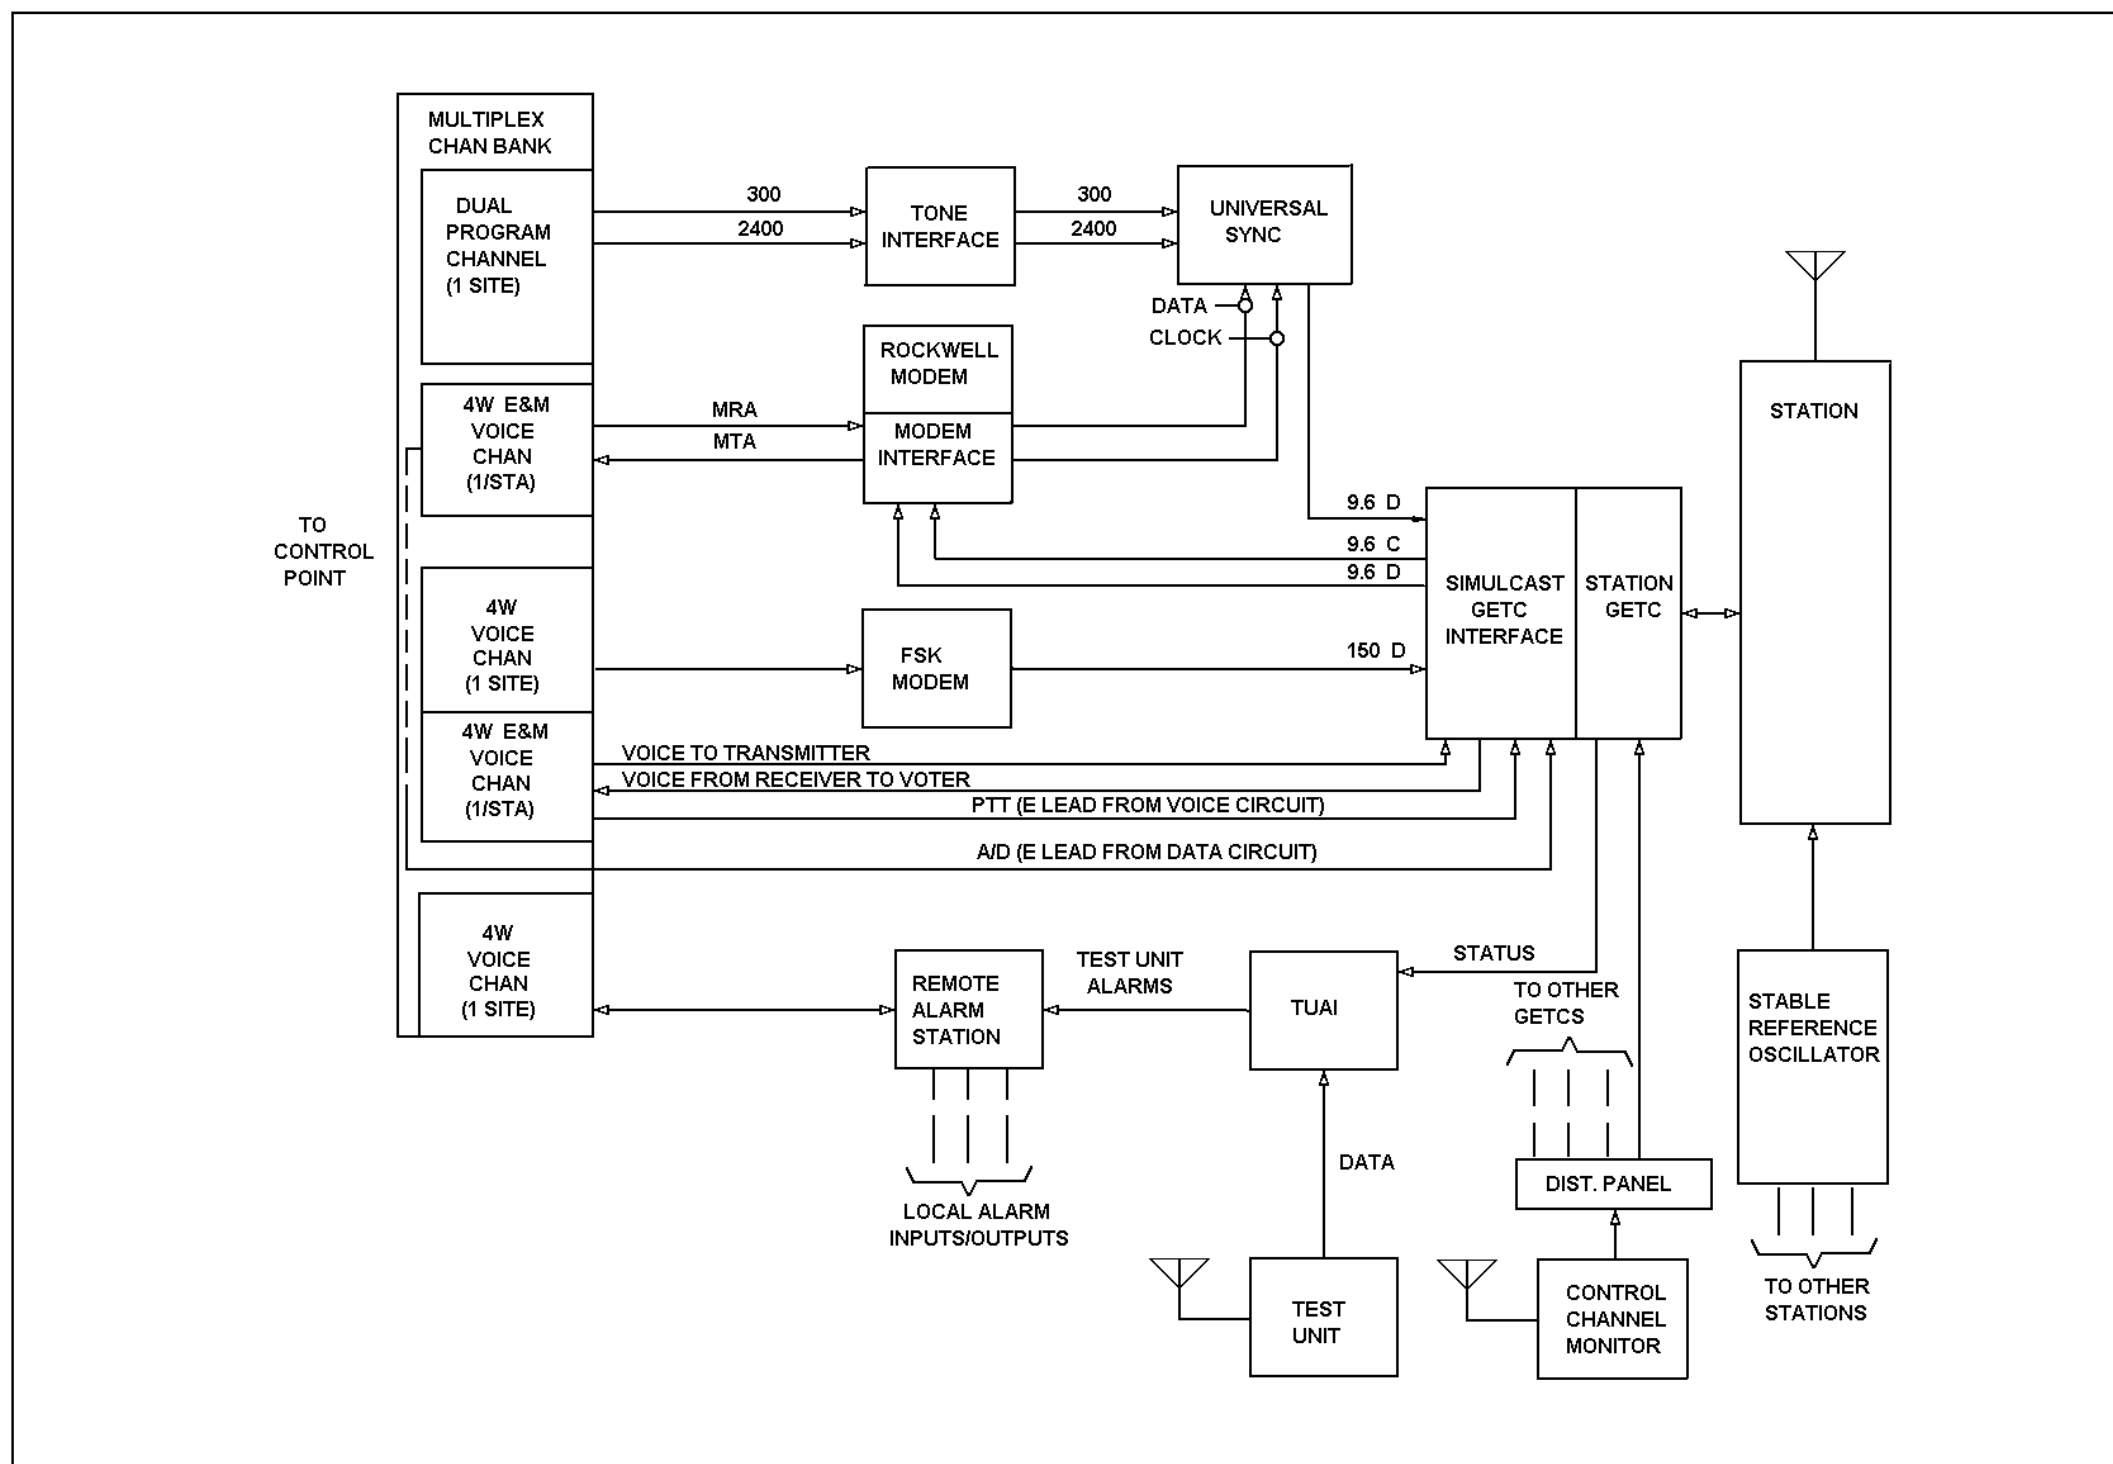 MULTIPLEX
CHAN BANK
DUAL
PROGRAM
CHANNEL
(1 SITE)
300
2400
TONE
INTERFACE
300
2400
UNIVERSAL
SYNC
DATA
CLOCK
ROCKWELL
MODEM
MODEM
INTERFACE
4W E&M
VOICE
CHAN
(1/STA)
MRA
MTA
STATION
TO
CONTROL
POINT
9.6 D
9.6 C
9.6 D
SIMULCAST
GETC
INTERFACE
STATION
GETC
4W
VOICE
CHAN
(1 SITE)
FSK
MODEM
150 D
4W E&M
VOICE
CHAN
(1/STA)
VOICE TO TRANSMITTER
VOICE FROM RECEIVER TO VOTER
PTT (E LEAD FROM VOICE CIRCUIT)
A/D (E LEAD FROM DATA CIRCUIT)
4W
VOICE
CHAN
(1 SITE)
REMOTE
ALARM
STATION
TEST UNIT
ALARMS
TUAI
STATUS
TO OTHER
GETCS
STABLE
REFERENCE
OSCILLATOR
DATA
DIST. PANEL
LOCAL ALARM
INPUTS/OUTPUTS
TEST
UNIT
CONTROL
CHANNEL
MONITOR
TO OTHER
STATIONS